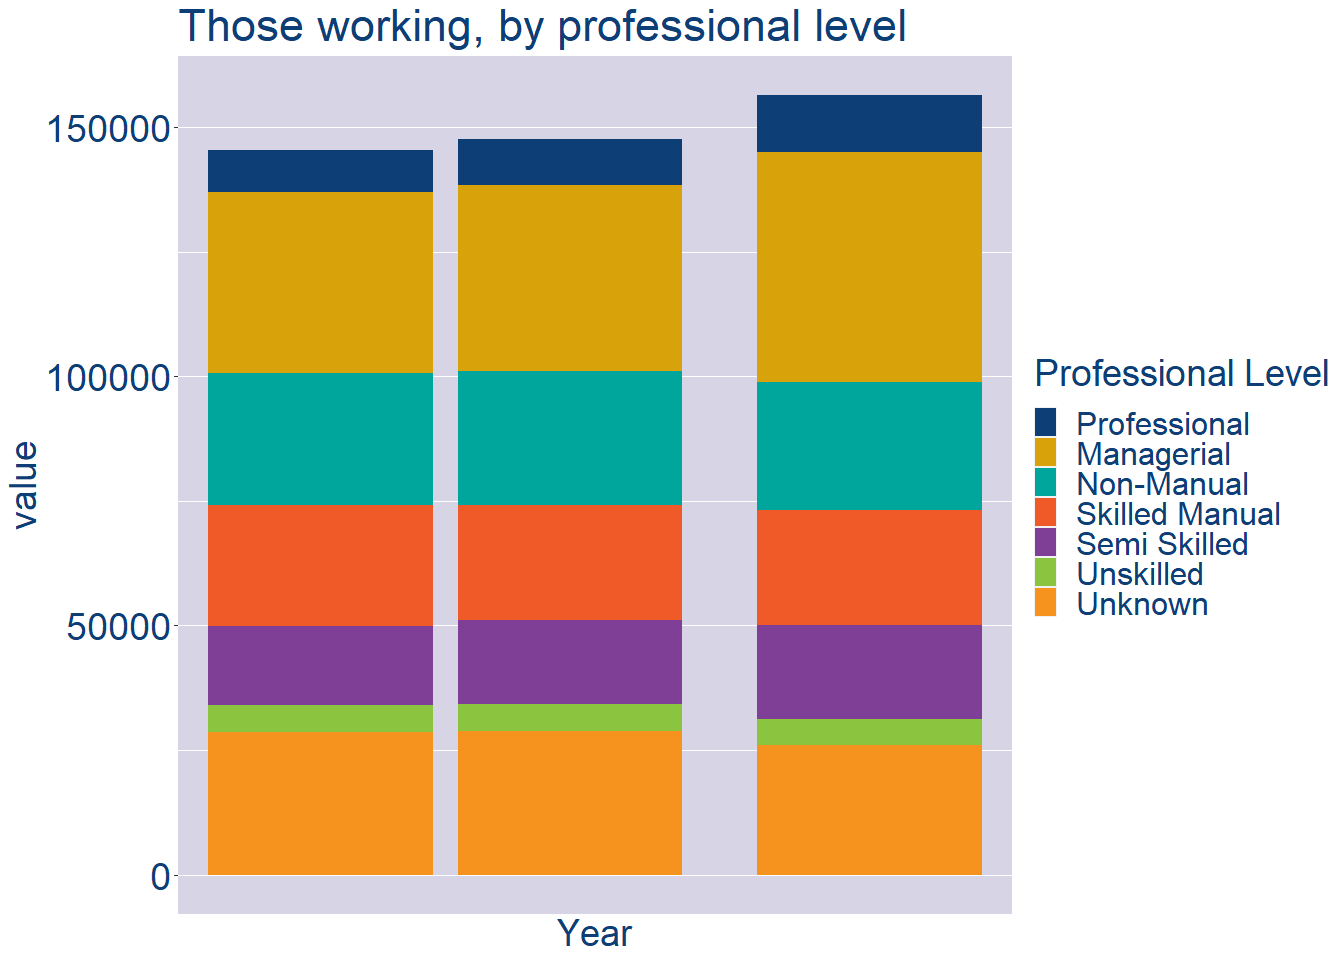 Those working, by professional level
150000
100000
50000
0
value
Year
Professional Level
Professional
Managerial
Non-Manual
Skilled Manual
Semi Skilled
Unskilled
Unknown